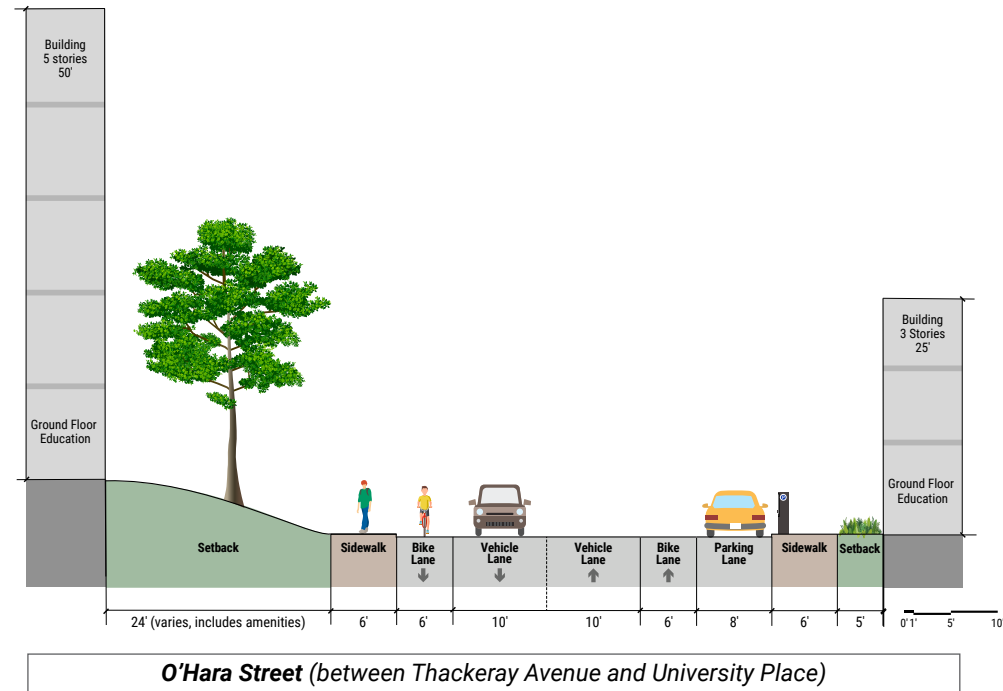 Building
5 stories
50'
Ground Floor
Education
Building
3 Stories
25'
Ground Floor
Education
Setback
Sidewalk
Bike
Lane
Vehicle
Lane
Vehicle
Lane
Bike
Lane
Parking
Lane
Sidewalk
Setback
24' (varies, includes amenities)
6'
6'
10'
10'
6'
8'
6'
5'
0' 1' 5' 10'
O'Hara Street (between Thackeray Avenue and University Place)